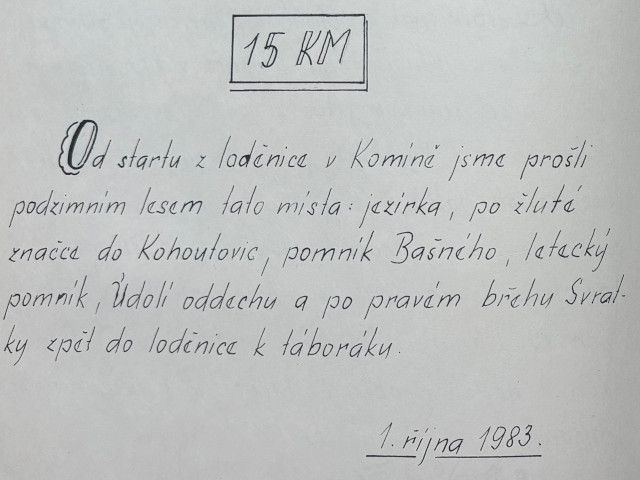 15 KM
Od startu z loděnice v Komíně jsme prošli
podzimním lesem tato místa: jezírka, po žluté
značce do Kohoutovic, pomník Bašného, letecký
pomník, Údolí oddechu a po pravém břehu Svrat-
ky zpět do loděnice k táboráku.
1. října 1983.